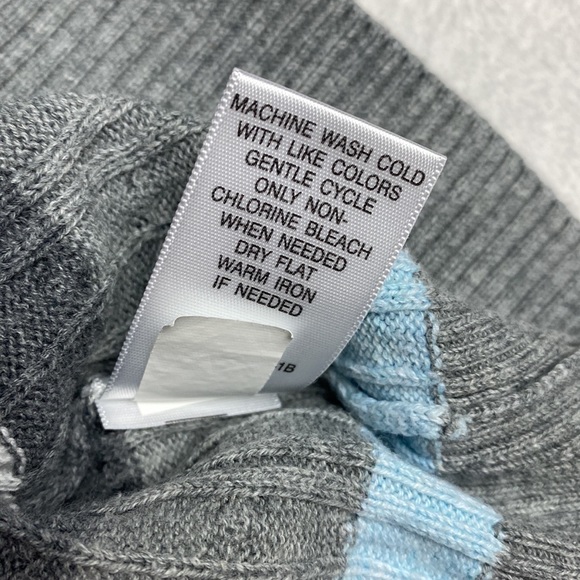 MACHINE WASH COLD
WITH LIKE COLORS
GENTLE CYCLE
ONLY NON-
CHLORINE BLEACH
WHEN NEEDED
DRY FLAT
WARM IRON
IF NEEDED
1B